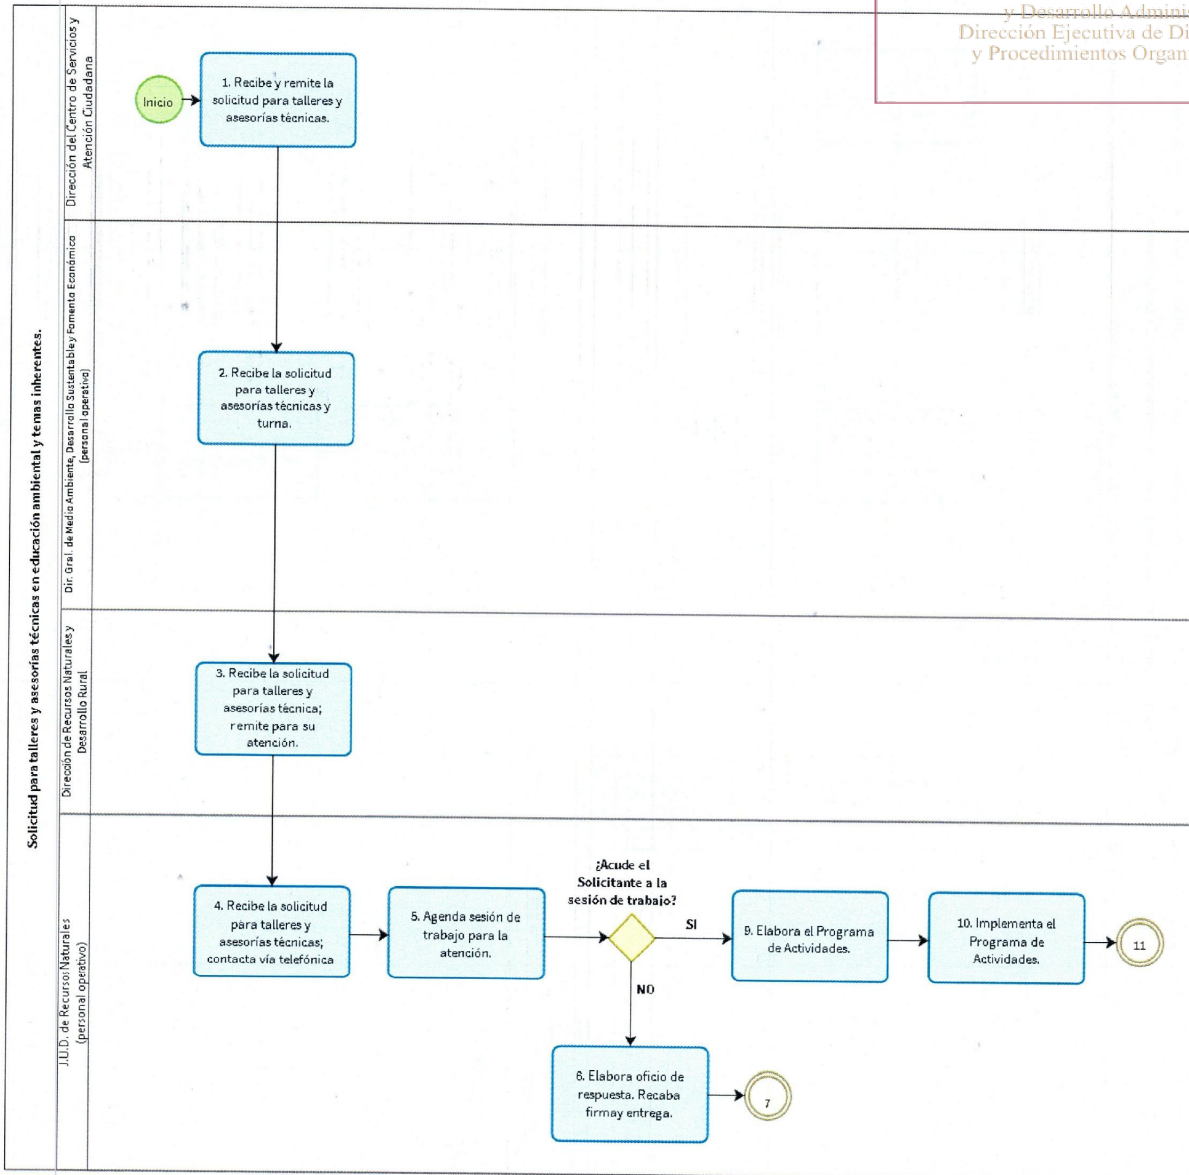 y Desarrollo Adminis
Dirección Ejecutiva de Di
y Procedimientos Organ
Solicitud para talleres y asesorías técnicas en educación ambiental y temas inherentes.
Dirección del Centro de Servicios y
Atención Ciudadana
Inicio
1. Recibe y remite la
solicitud para talleres y
asesorías técnicas.
Dir. Gral. de Medio Ambiente, Desarrollo Sustentable y Fomento Económico
(personal operativo)
2. Recibe la solicitud
para talleres y
asesorías técnicas y
turna.
Dirección de Recursos Naturales y
Desarrollo Rural
3. Recibe la solicitud
para talleres y
asesorías técnica;
remite para su
atención.
J.U.D. de Recursos Naturales
(personal operativo)
4. Recibe la solicitud
para talleres y
asesorías técnicas;
contacta vía telefónica
5. Agenda sesión de
trabajo para la
atención.
¿Acude el
Solicitante a la
sesión de trabajo?
SI
9. Elabora el Programa
de Actividades.
10. Implementa el
Programa de
Actividades.
11
NO
6. Elabora oficio de
respuesta. Recaba
firmay entrega.
7